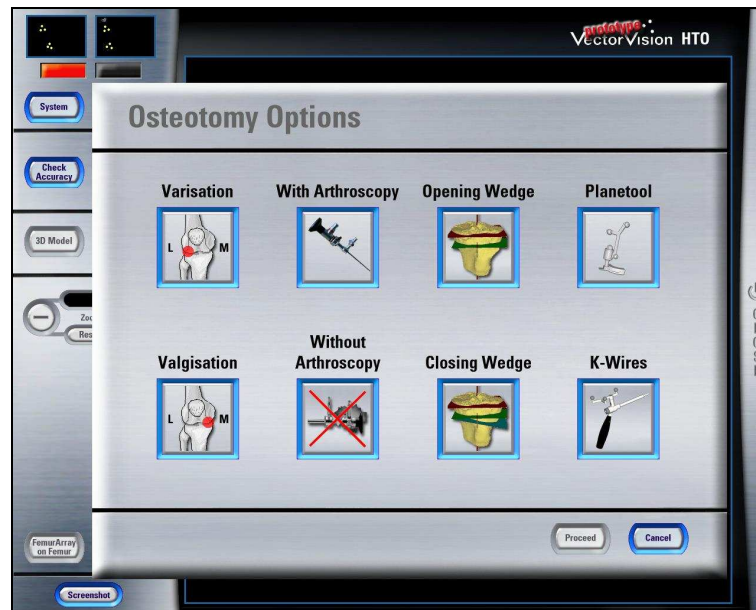 prototype
VectorVision HTO
System
Check
Accuracy
3D Model
Res
FemurArray
on Femur
Screenshot
Osteotomy Options
Varisation
With Arthroscopy
Opening Wedge
Planetool
L M
Valgisation
Without
Arthroscopy
Closing Wedge
K-Wires
L M
Proceed
Cancel